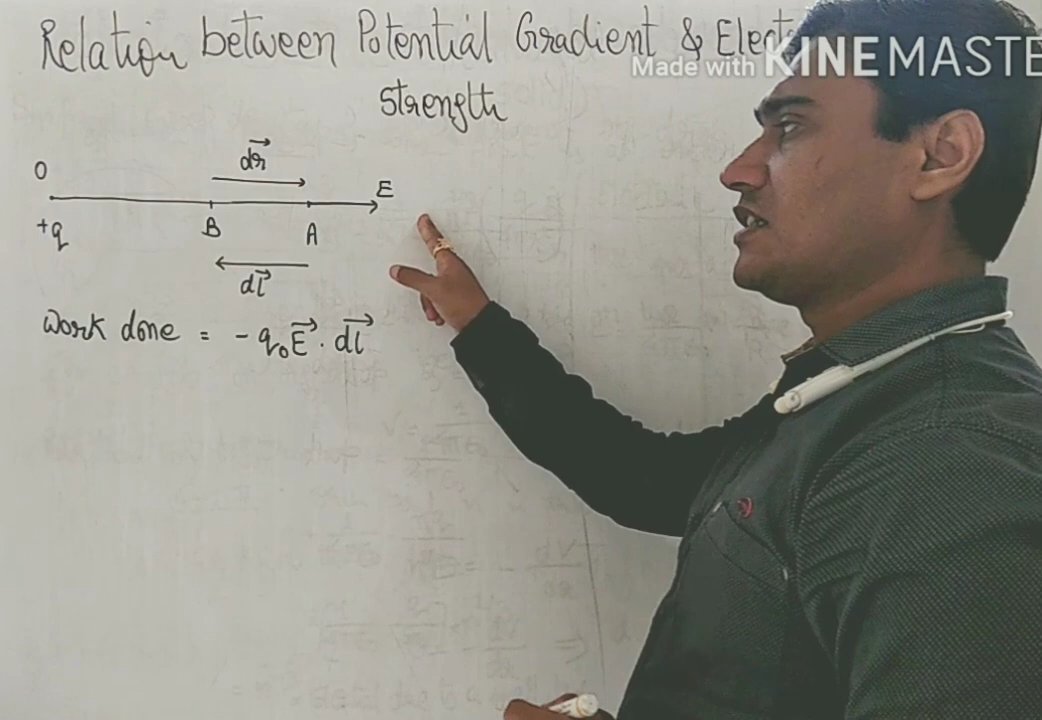 Relation between Potential Gradient & Elect
Made with KINEMASTE
Strength
dr
O
E
+q
B
A
dl
Work done = - q₀E⃗ . dl⃗